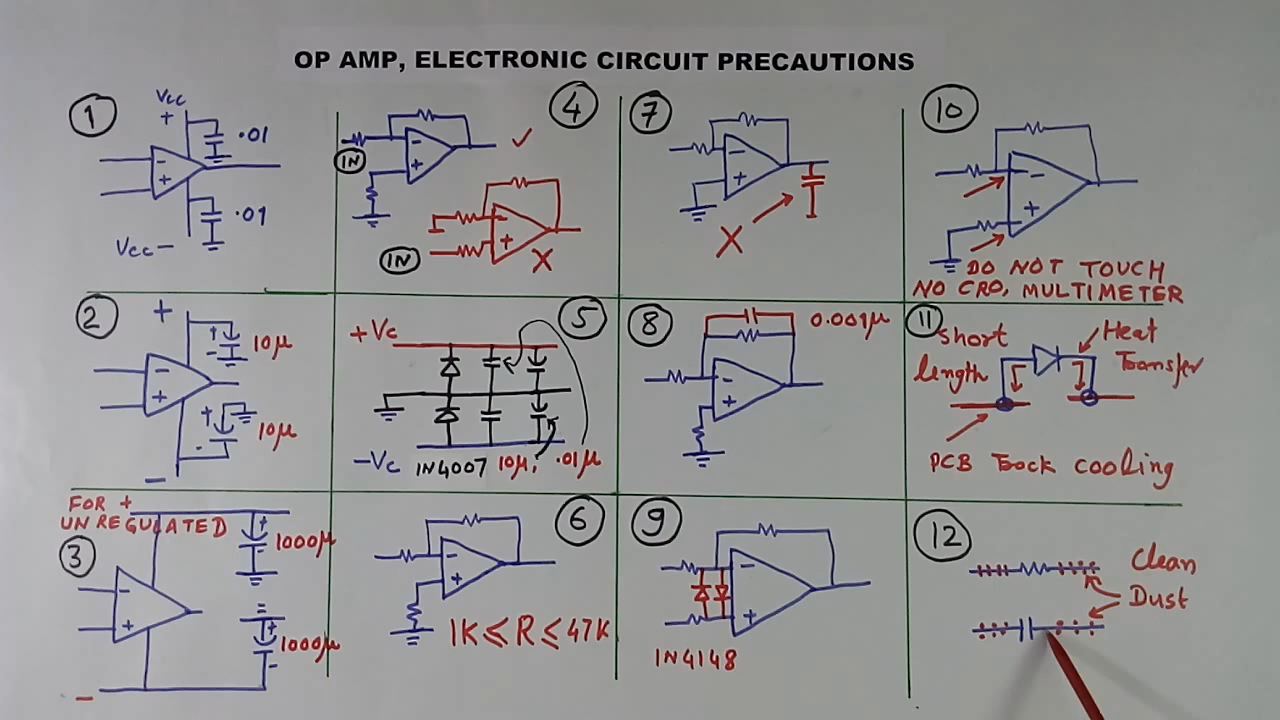 OP AMP, ELECTRONIC CIRCUIT PRECAUTIONS
1
Vcc
+
.01
-
+
.01
Vcc -
2
+
+
-
10µ
-
+
+
-
10µ
-
FOR +
UNREGULATED
3
+
-
1000µ
-
+
+
-
1000µ
-
4
IN
-
+
✓
-
+
IN
X
5
+Vc
-Vc 1N4007 10µ, .01µ
6
-
+
1K ≤ R ≤ 47K
7
-
+
X
8
0.001µ
-
+
9
-
+
1N4148
10
-
+
DO NOT TOUCH
NO CRO, MULTIMETER
11
Short
length
Heat
Transfer
PCB Track cooling
12
Clean
Dust